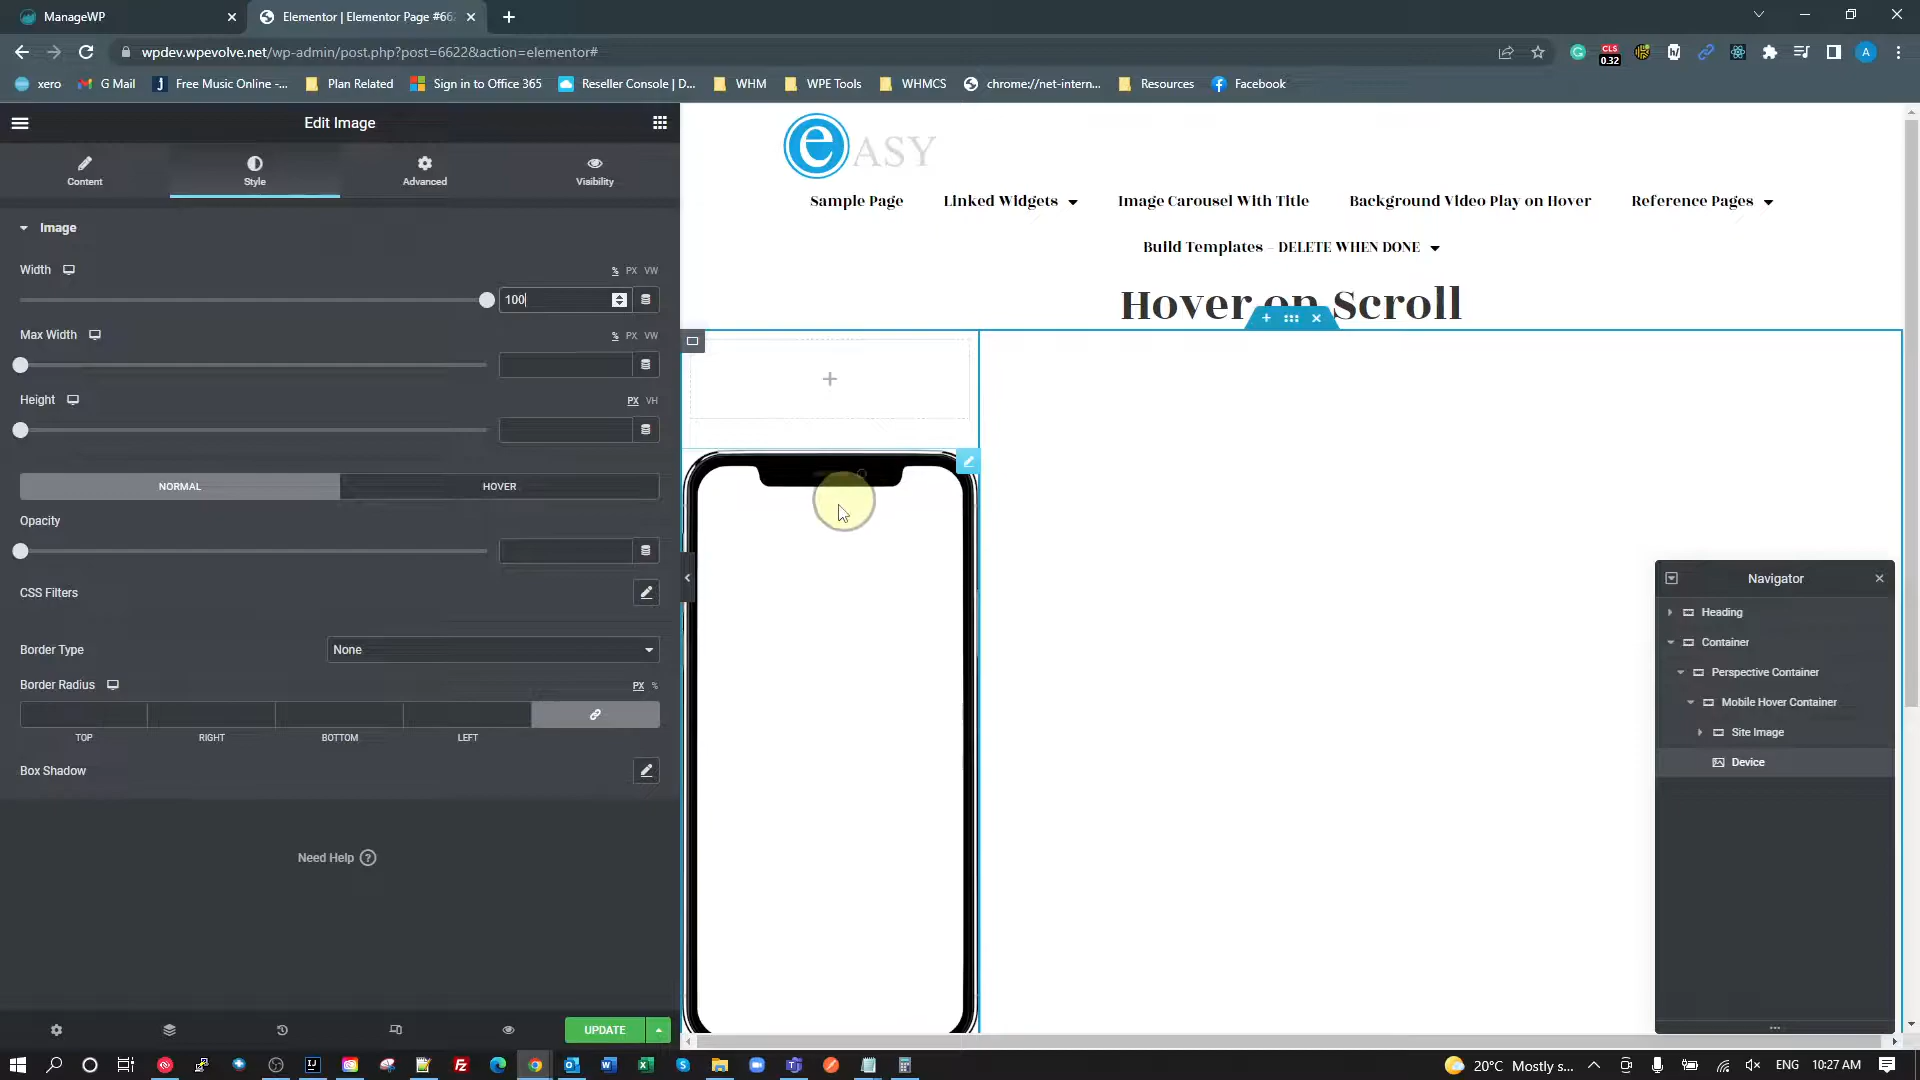 ManageWP
Elementor | Elementor Page #662
wpdev.wpevolve.net/wp-admin/post.php?post=6622&action=elementor#
CLS
0.32
A
xero
G Mail
Free Music Online -...
Plan Related
Sign in to Office 365
Reseller Console | D...
WHM
WPE Tools
WHMCS
chrome://net-intern...
Resources
Facebook
Edit Image
Content
Style
Advanced
Visibility
Image
Width
% PX VW
100
Max Width
% PX VW
Height
PX VH
NORMAL
HOVER
Opacity
CSS Filters
Border Type
None
Border Radius
PX %
TOP
RIGHT
BOTTOM
LEFT
Box Shadow
Need Help
UPDATE
eASY
Sample Page
Linked Widgets
Image Carousel With Title
Background Video Play on Hover
Reference Pages
Build Templates – DELETE WHEN DONE
Hover on Scroll
Navigator
Heading
Container
Perspective Container
Mobile Hover Container
Site Image
Device
20°C Mostly s...
ENG
10:27 AM